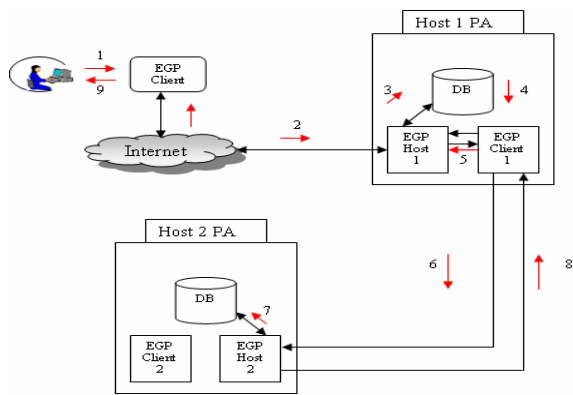 Host 1 PA
1
9
EGP
Client
3
DB
4
2
Internet
EGP
Host
1
5
EGP
Client
1
Host 2 PA
6
8
DB
7
EGP
Client
2
EGP
Host
2